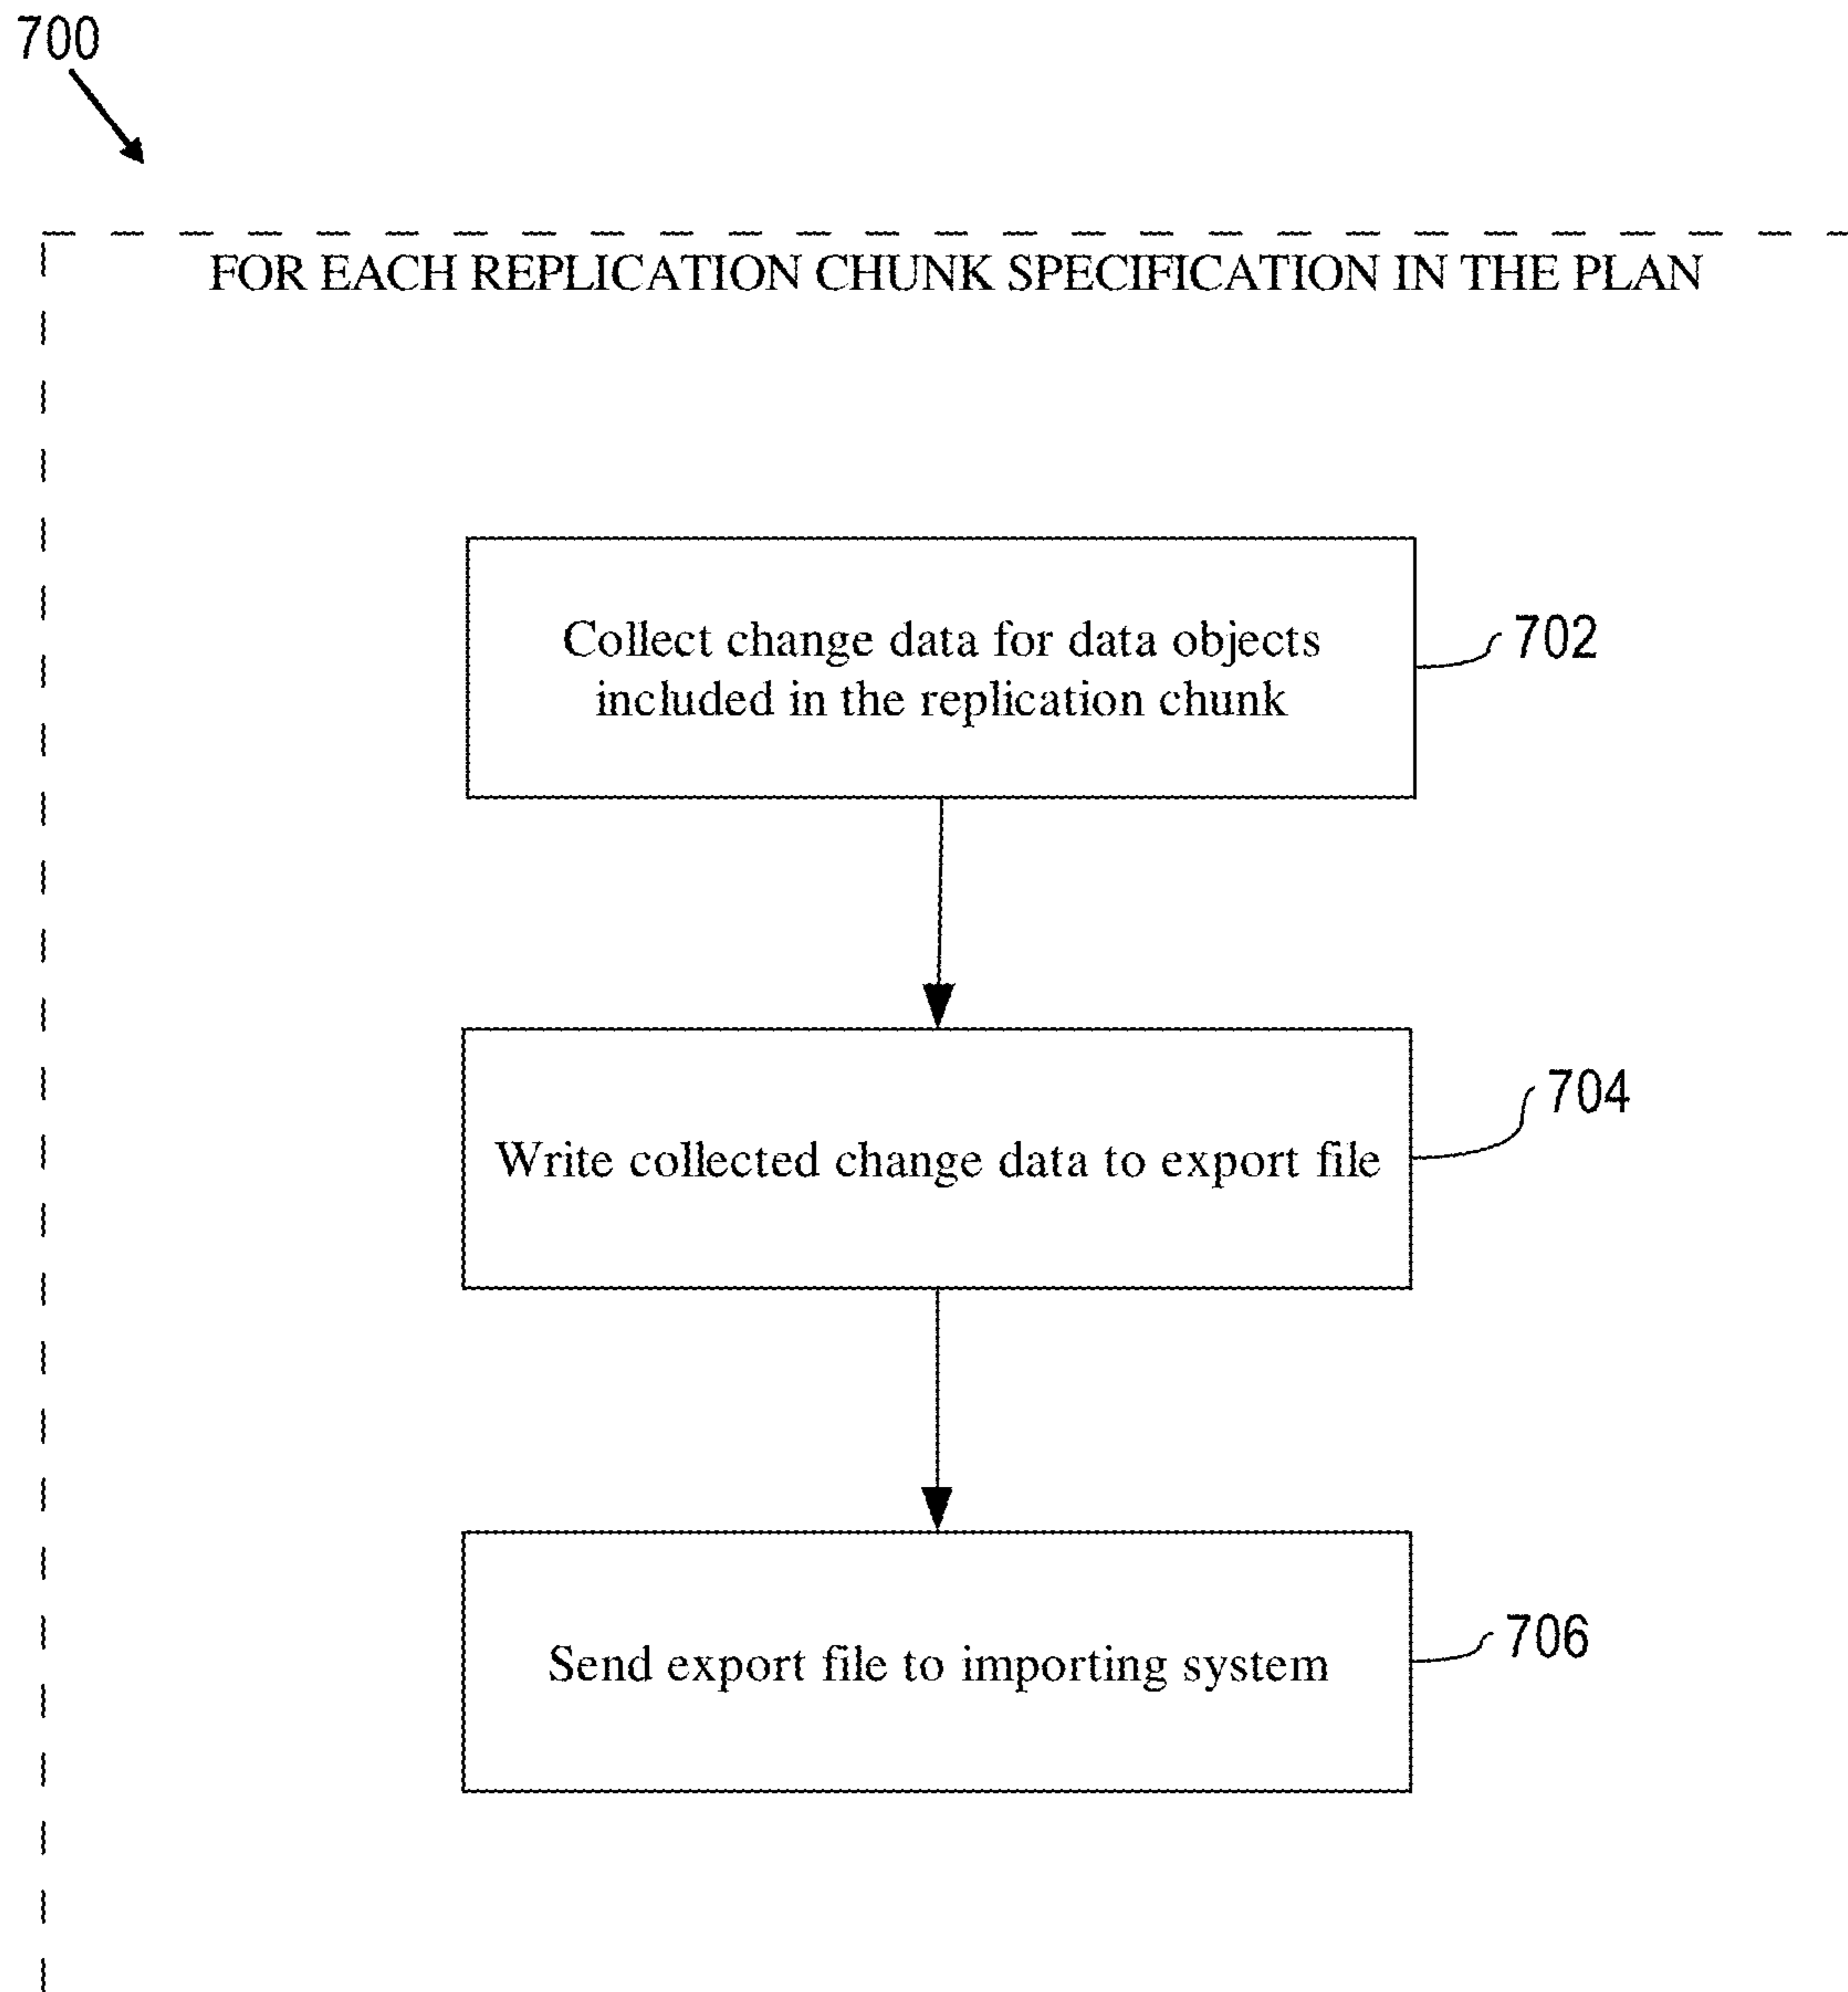 700
FOR EACH REPLICATION CHUNK SPECIFICATION IN THE PLAN
Collect change data for data objects
included in the replication chunk
702
Write collected change data to export file
704
Send export file to importing system
706